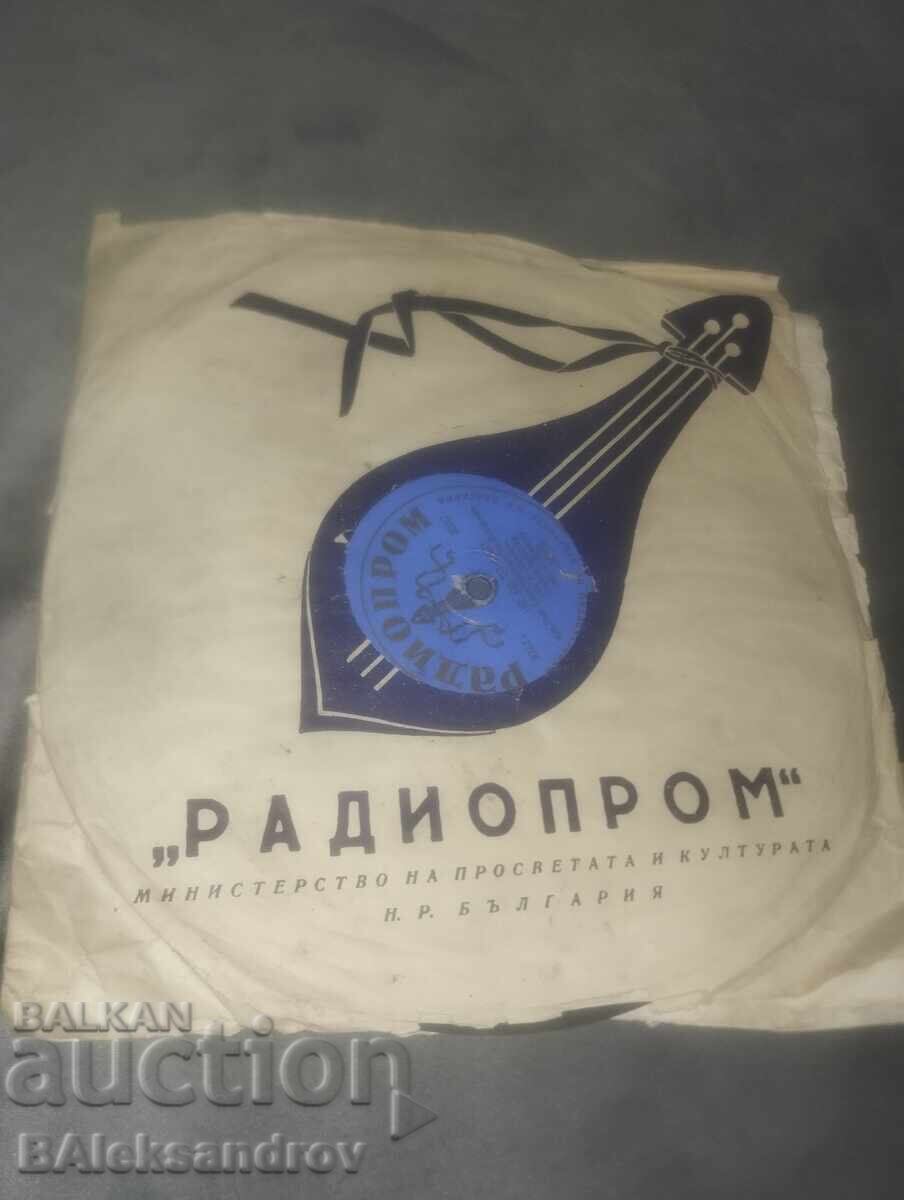 радиопром
„РАДИОПРОМ“
МИНИСТЕРСТВО НА ПРОСВЕТАТА И КУЛТУРАТА
Н. Р. БЪЛГАРИЯ
BALKAN
auction
BAleksandrov